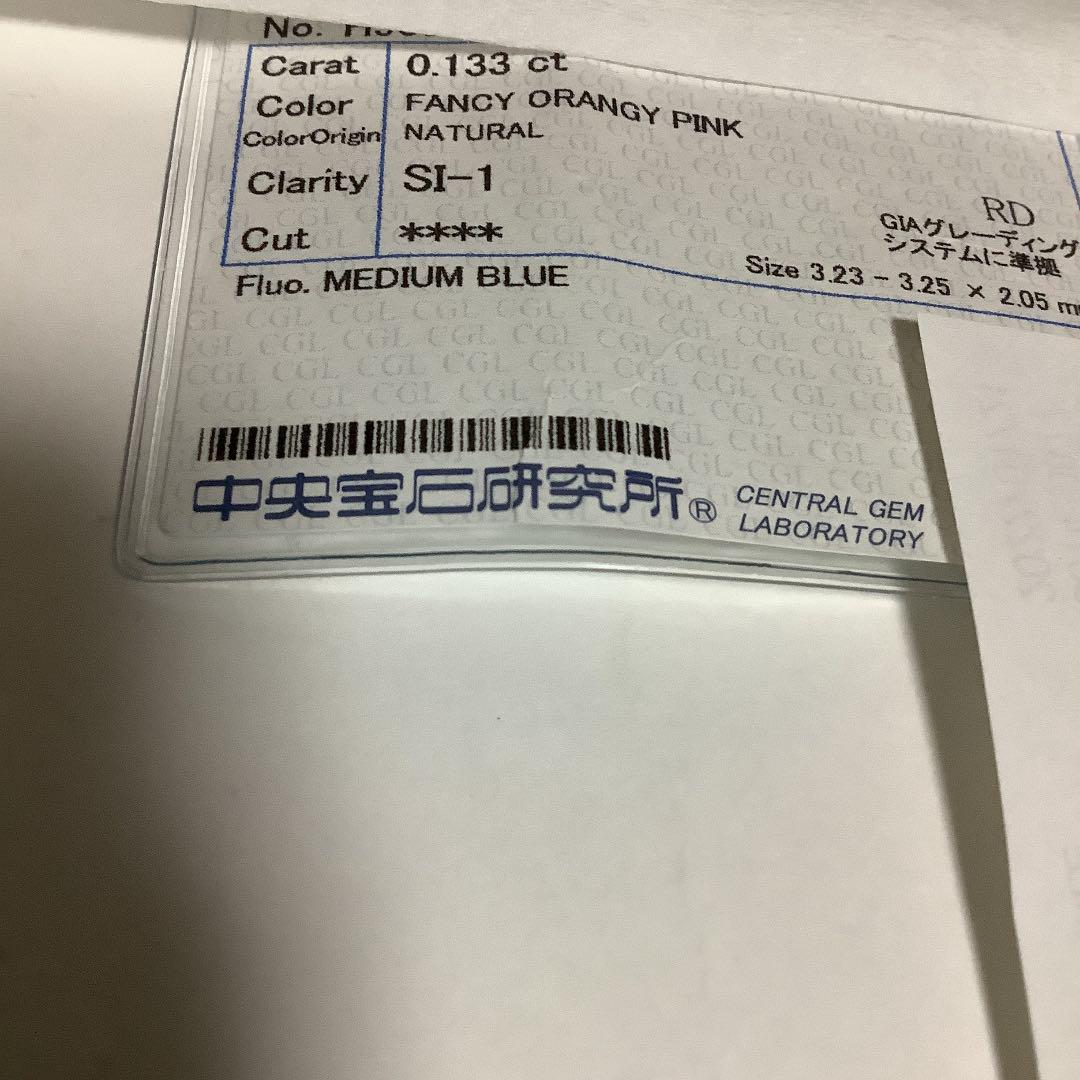 No.
Carat 0.133 ct
Color FANCY ORANGY PINK
ColorOrigin NATURAL
Clarity SI-1
Cut ****
RD
GIAグレーディング
システムに準拠
Fluo. MEDIUM BLUE
Size 3.23 - 3.25 × 2.05
中央宝石研究所®
CENTRAL GEM
LABORATORY